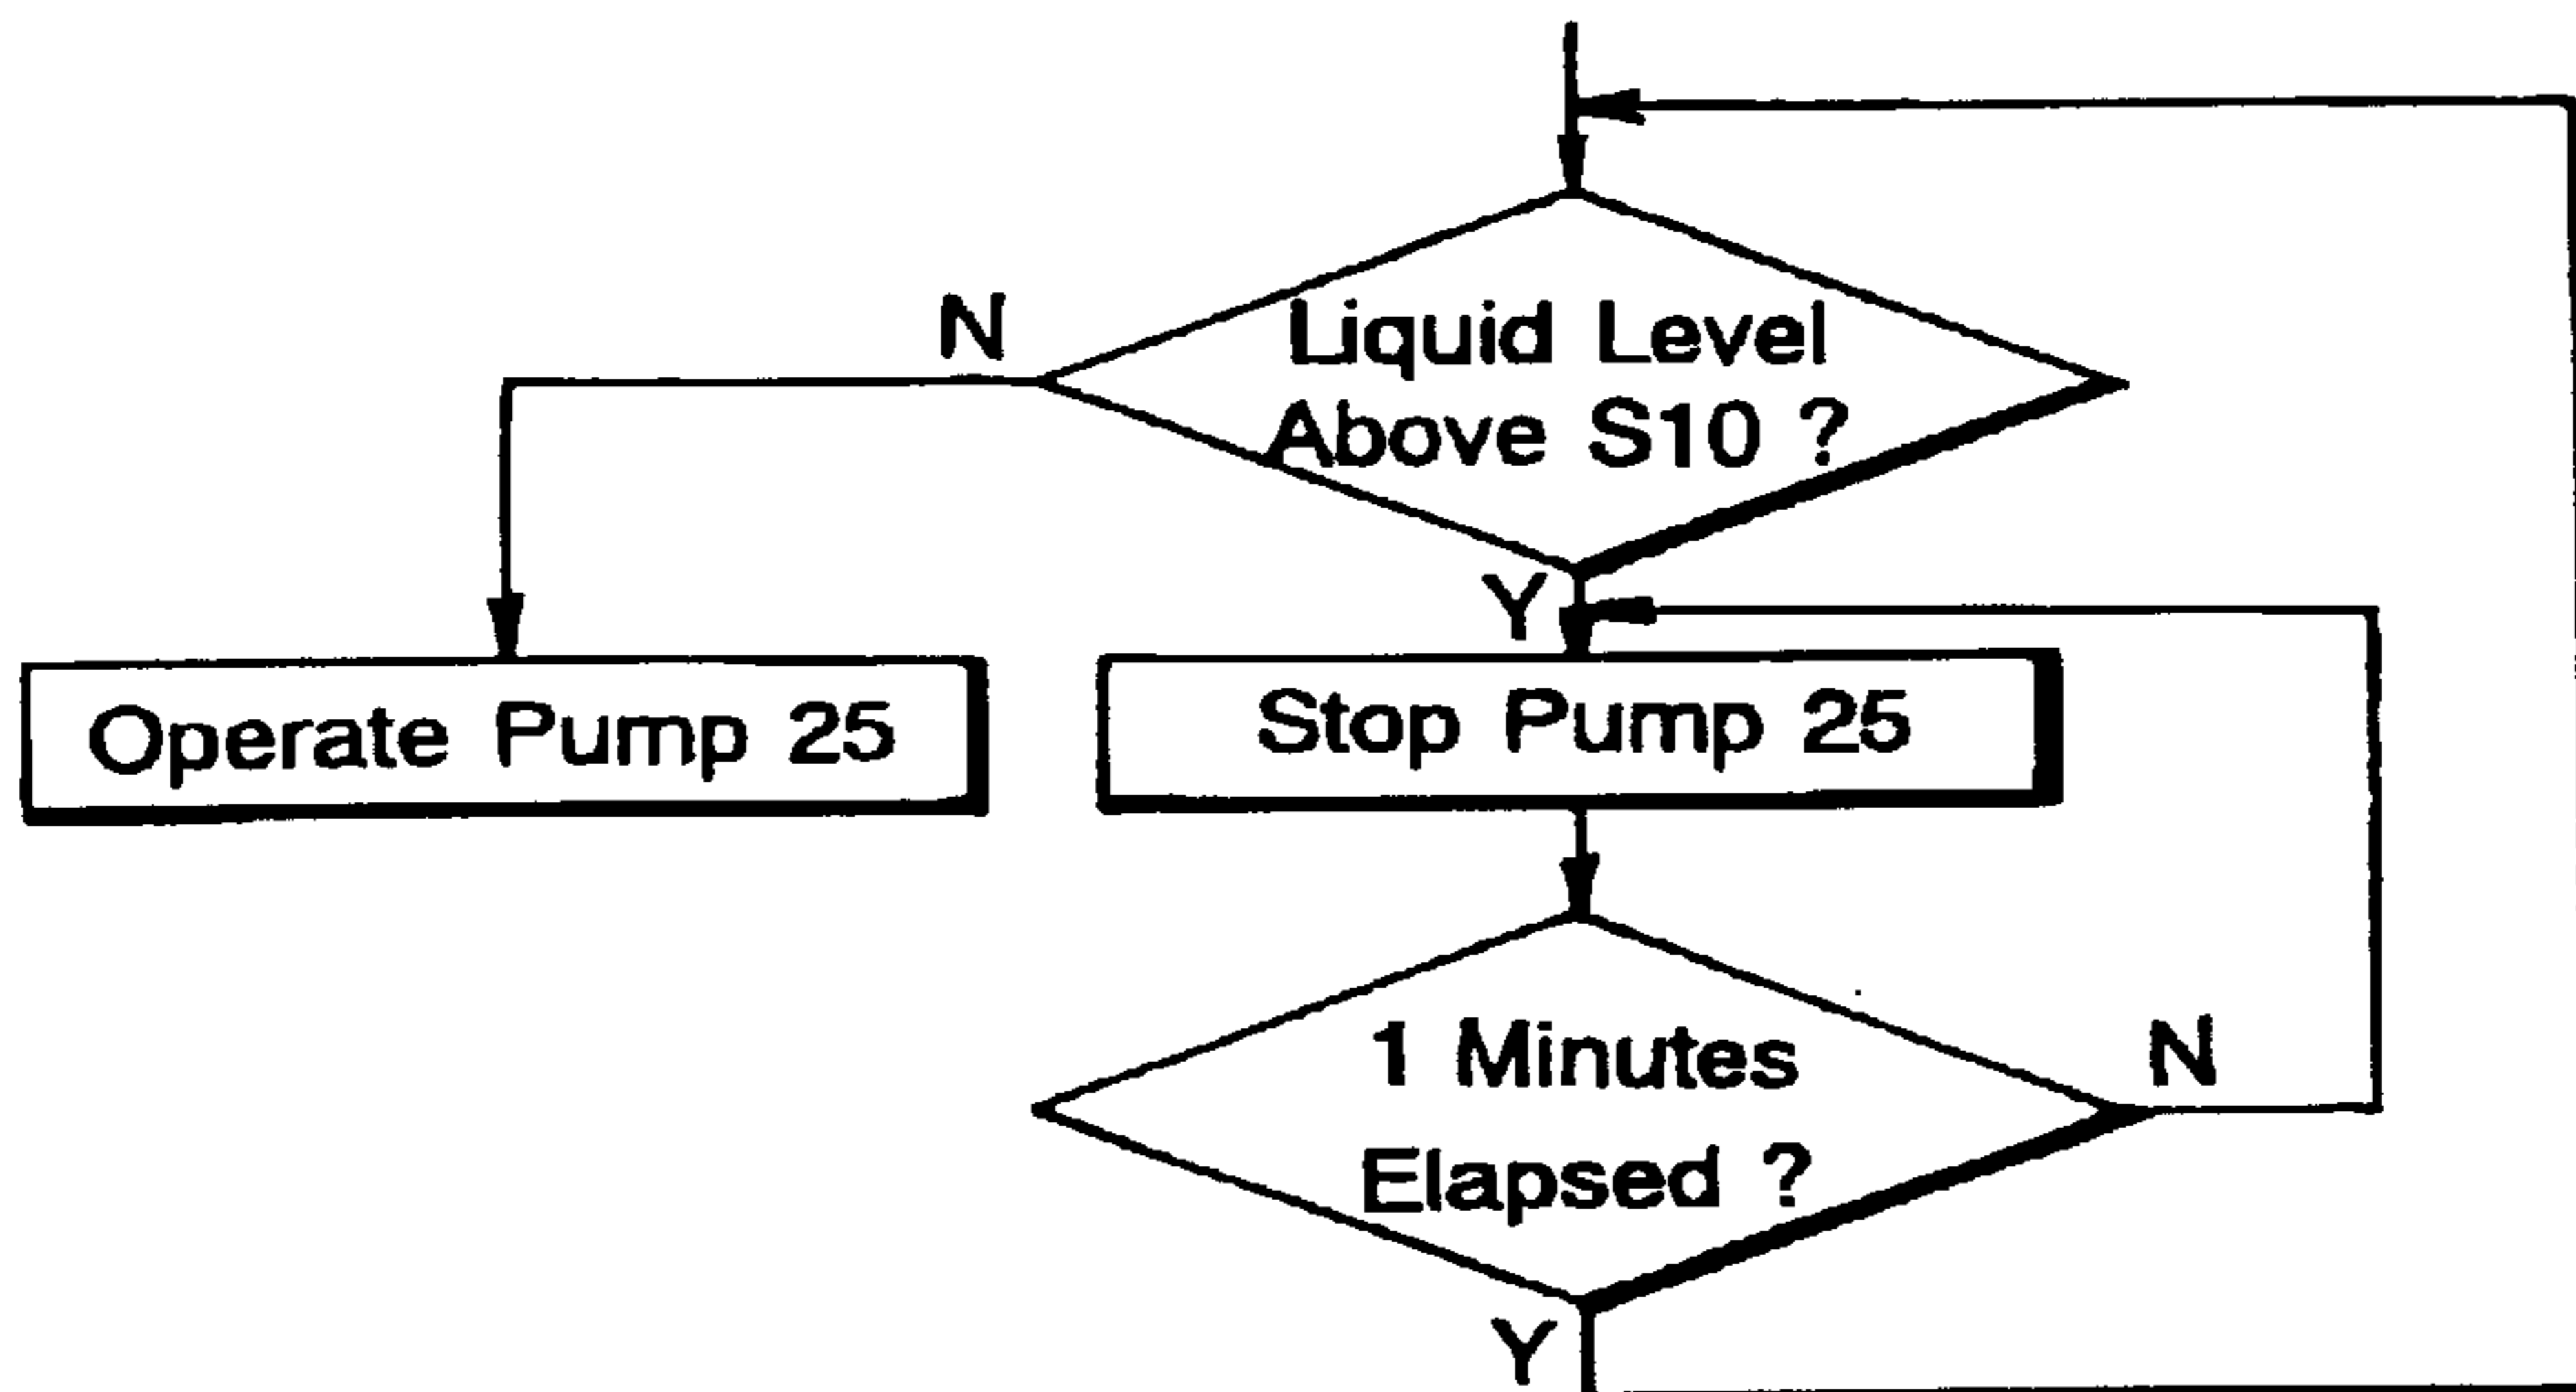 Liquid Level
Above S10 ?
N
Y
Operate Pump 25
Stop Pump 25
1 Minutes
Elapsed ?
N
Y